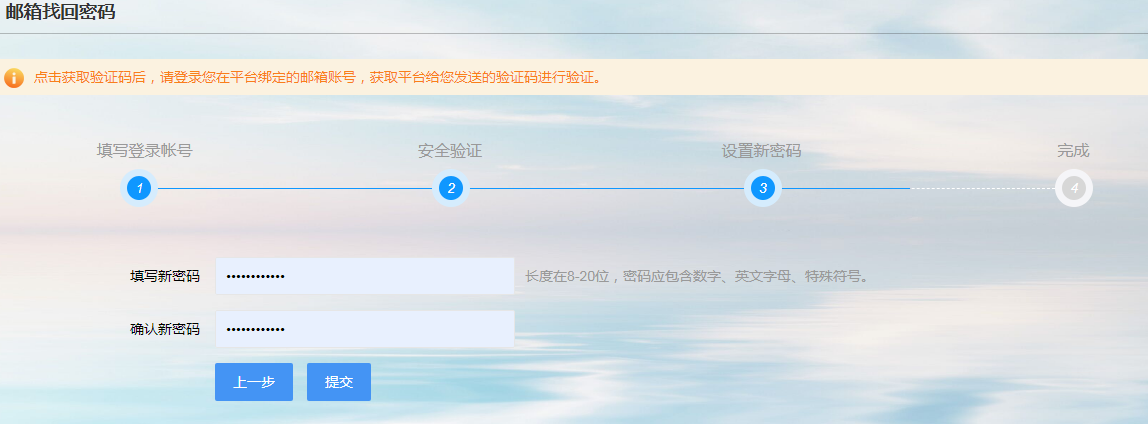 邮箱找回密码
点击获取验证码后，请登录您在平台绑定的邮箱账号，获取平台给您发送的验证码进行验证。
填写登录帐号 安全验证 设置新密码 完成
1 2 3 4
填写新密码 •••••••••••• 长度在8-20位，密码应包含数字、英文字母、特殊符号。
确认新密码 ••••••••••••
上一步 提交